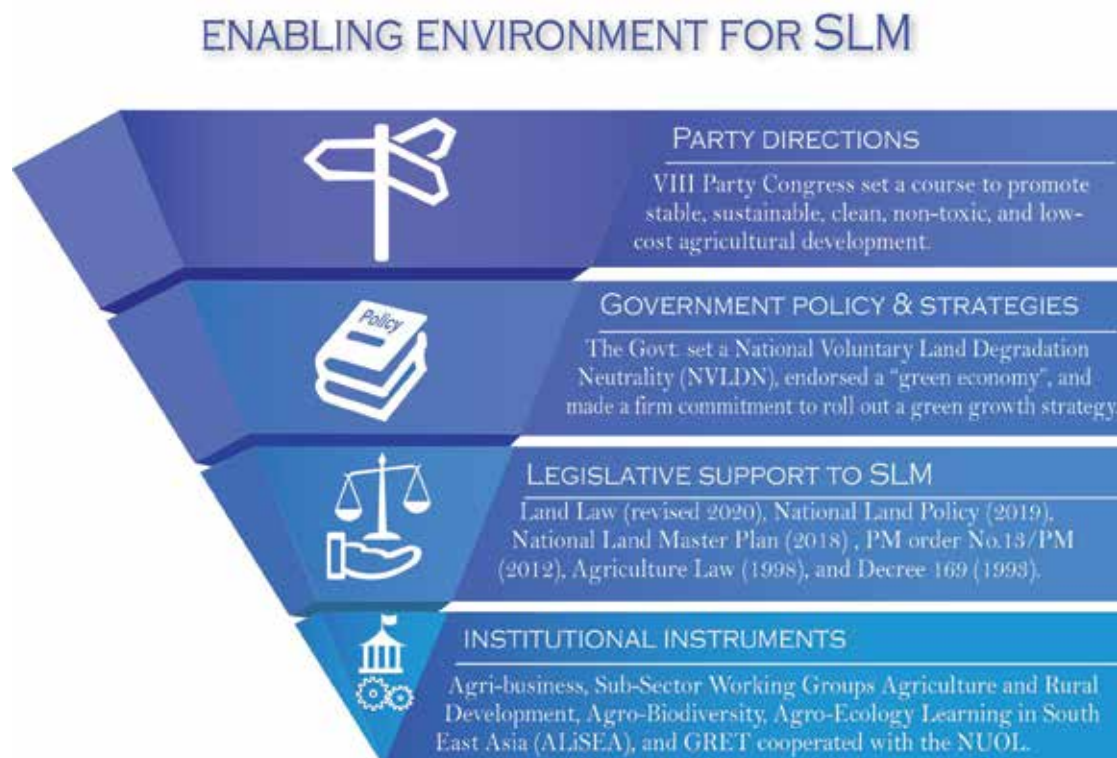 ENABLING ENVIRONMENT FOR SLM
PARTY DIRECTIONS
VIII Party Congress set a course to promote
stable, sustainable, clean, non-toxic, and low-
cost agricultural development.
Policy
GOVERNMENT POLICY & STRATEGIES
The Govt. set a National Voluntary Land Degradation
Neutrality (NVLDN), endorsed a "green economy", and
made a firm commitment to roll out a green growth strategy
LEGISLATIVE SUPPORT TO SLM
Land Law (revised 2020), National Land Policy (2019),
National Land Master Plan (2018) , PM order No.13/PM
(2012), Agriculture Law (1998), and Decree 169 (1993).
INSTITUTIONAL INSTRUMENTS
Agri-business, Sub-Sector Working Groups Agriculture and Rural
Development, Agro-Biodiversity, Agro-Ecology Learning in South
East Asia (ALiSEA), and GRET cooperated with the NUOL.